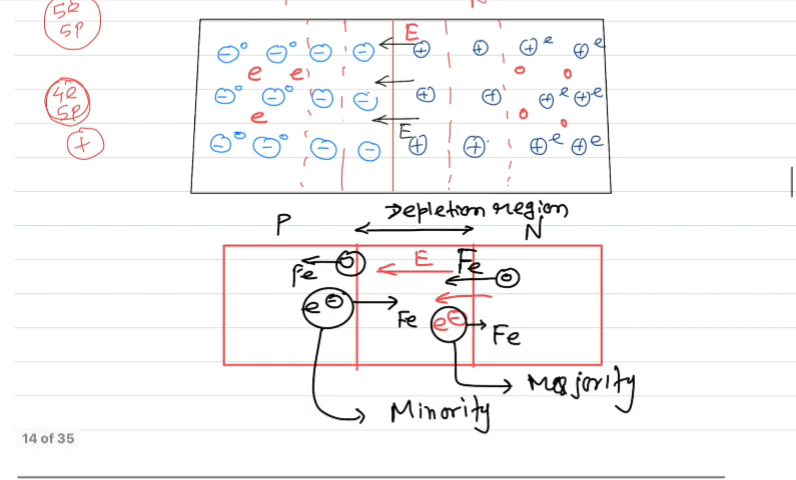 5e
5p
E
⊖° ⊖° ⊖ ⊖ ⊕ ⊕ ⊕e ⊕e
e e
4e
5p
⊖° ⊖° ⊖ ⊖ ⊕ ⊕ ⊕e ⊕e
e
+
E
⊖° ⊖° ⊖ ⊖ ⊕ ⊕ ⊕e ⊕e
Depletion region
P N
E Fe
Fe
e⊖ Fe e⊖ Fe
Majority
Minority
14 of 35